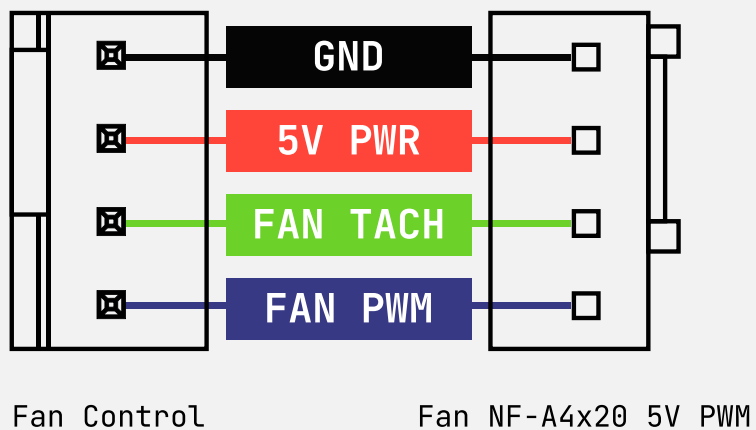 GND
5V PWR
FAN TACH
FAN PWM
Fan Control
Fan NF-A4x20 5V PWM